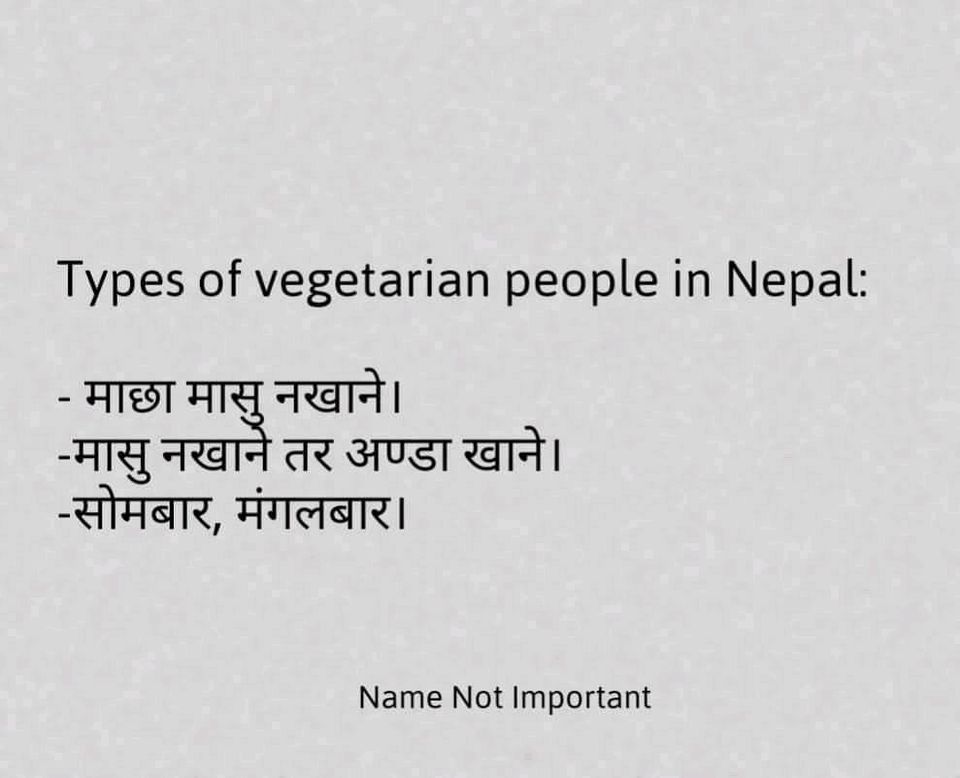 Types of vegetarian people in Nepal:
- माछा मासु नखाने।
-मासु नखाने तर अण्डा खाने।
-सोमबार, मंगलबार।
Name Not Important